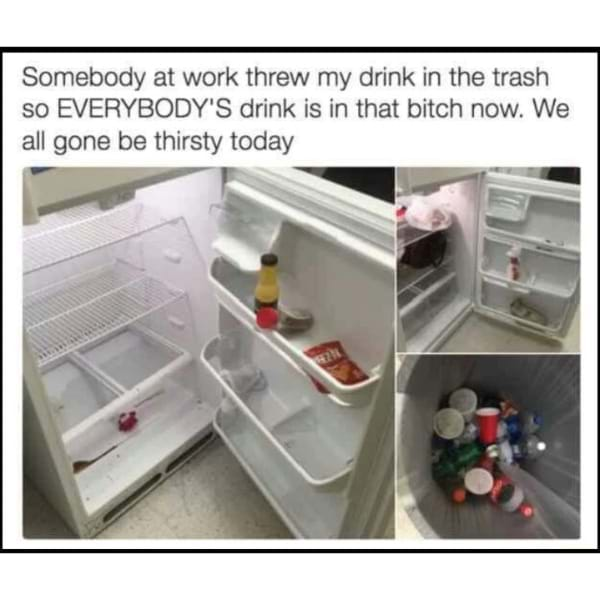 Somebody at work threw my drink in the trash
so EVERYBODY'S drink is in that bitch now. We
all gone be thirsty today